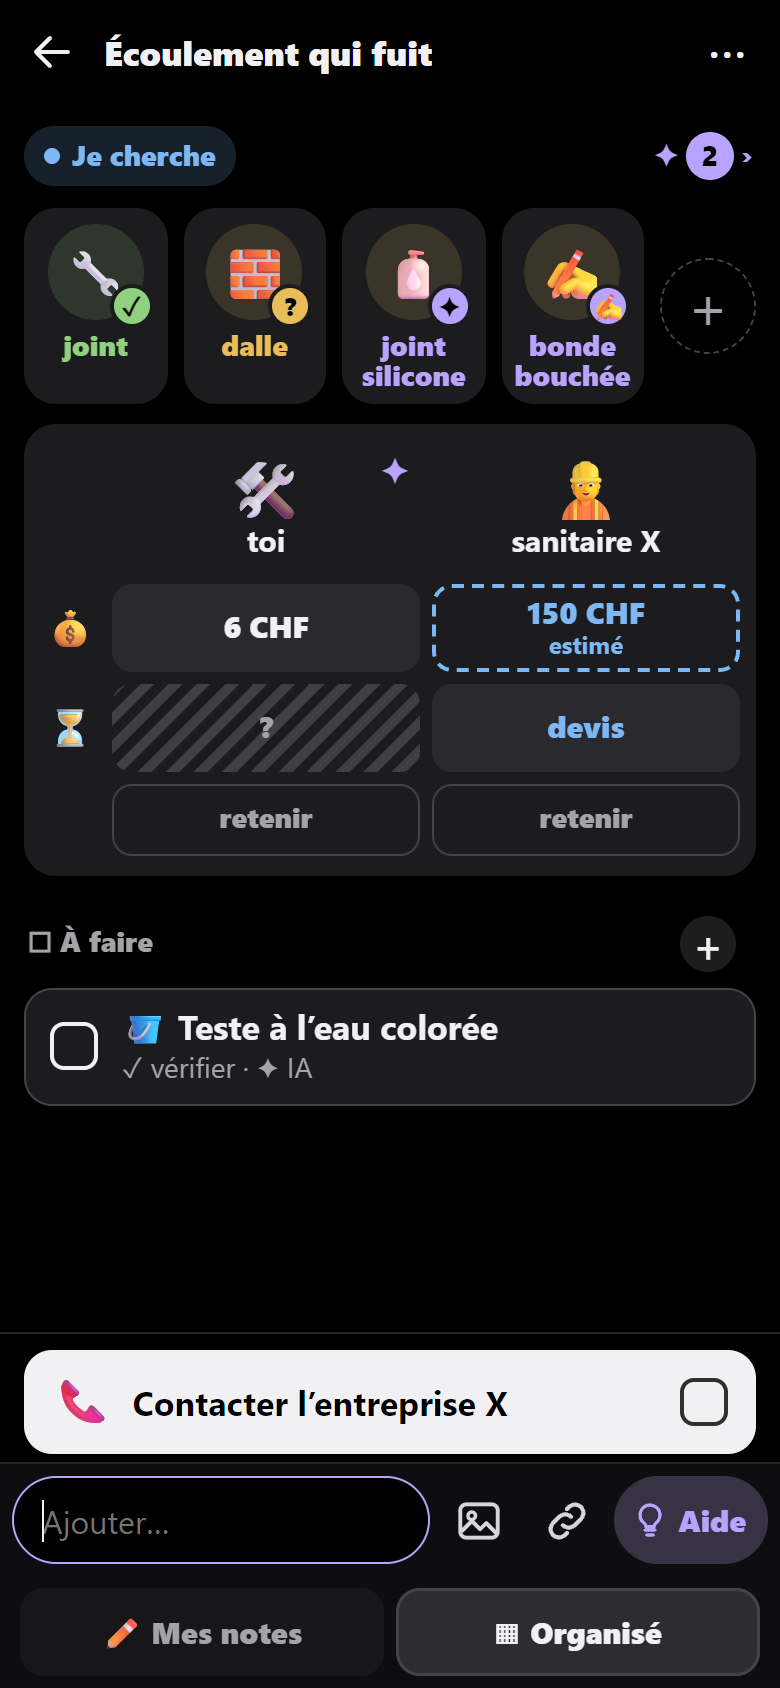 Écoulement qui fuit
Je cherche
2
joint
dalle
joint
silicone
bonde
bouchée
?
+
toi
sanitaire X
6 CHF
150 CHF
estimé
?
devis
retenir
retenir
À faire
+
Teste à l’eau colorée
✓ vérifier · ✦ IA
Contacter l’entreprise X
Ajouter...
Aide
Mes notes
Organisé